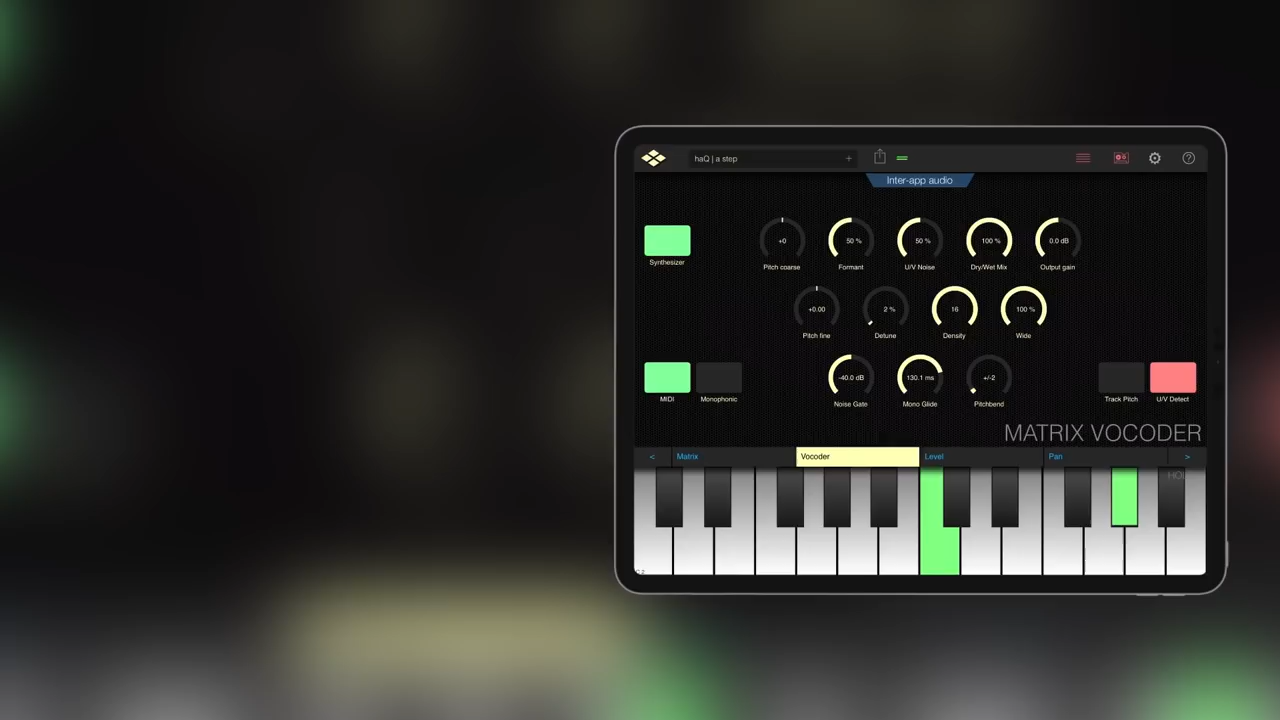 haQ | a step +
Inter-app audio
+0 50 % 50 % 100 % 0.0 dB
Synthesizer Pitch coarse Formant U/V Noise Dry/Wet Mix Output gain
+0.00 2 % 16 100 %
Pitch fine Detune Density Wide
-40.0 dB 130.1 ms +/-2
MIDI Monophonic Noise Gate Mono Glide Pitchbend Track Pitch U/V Detect
MATRIX VOCODER
< Matrix Vocoder Level Pan >